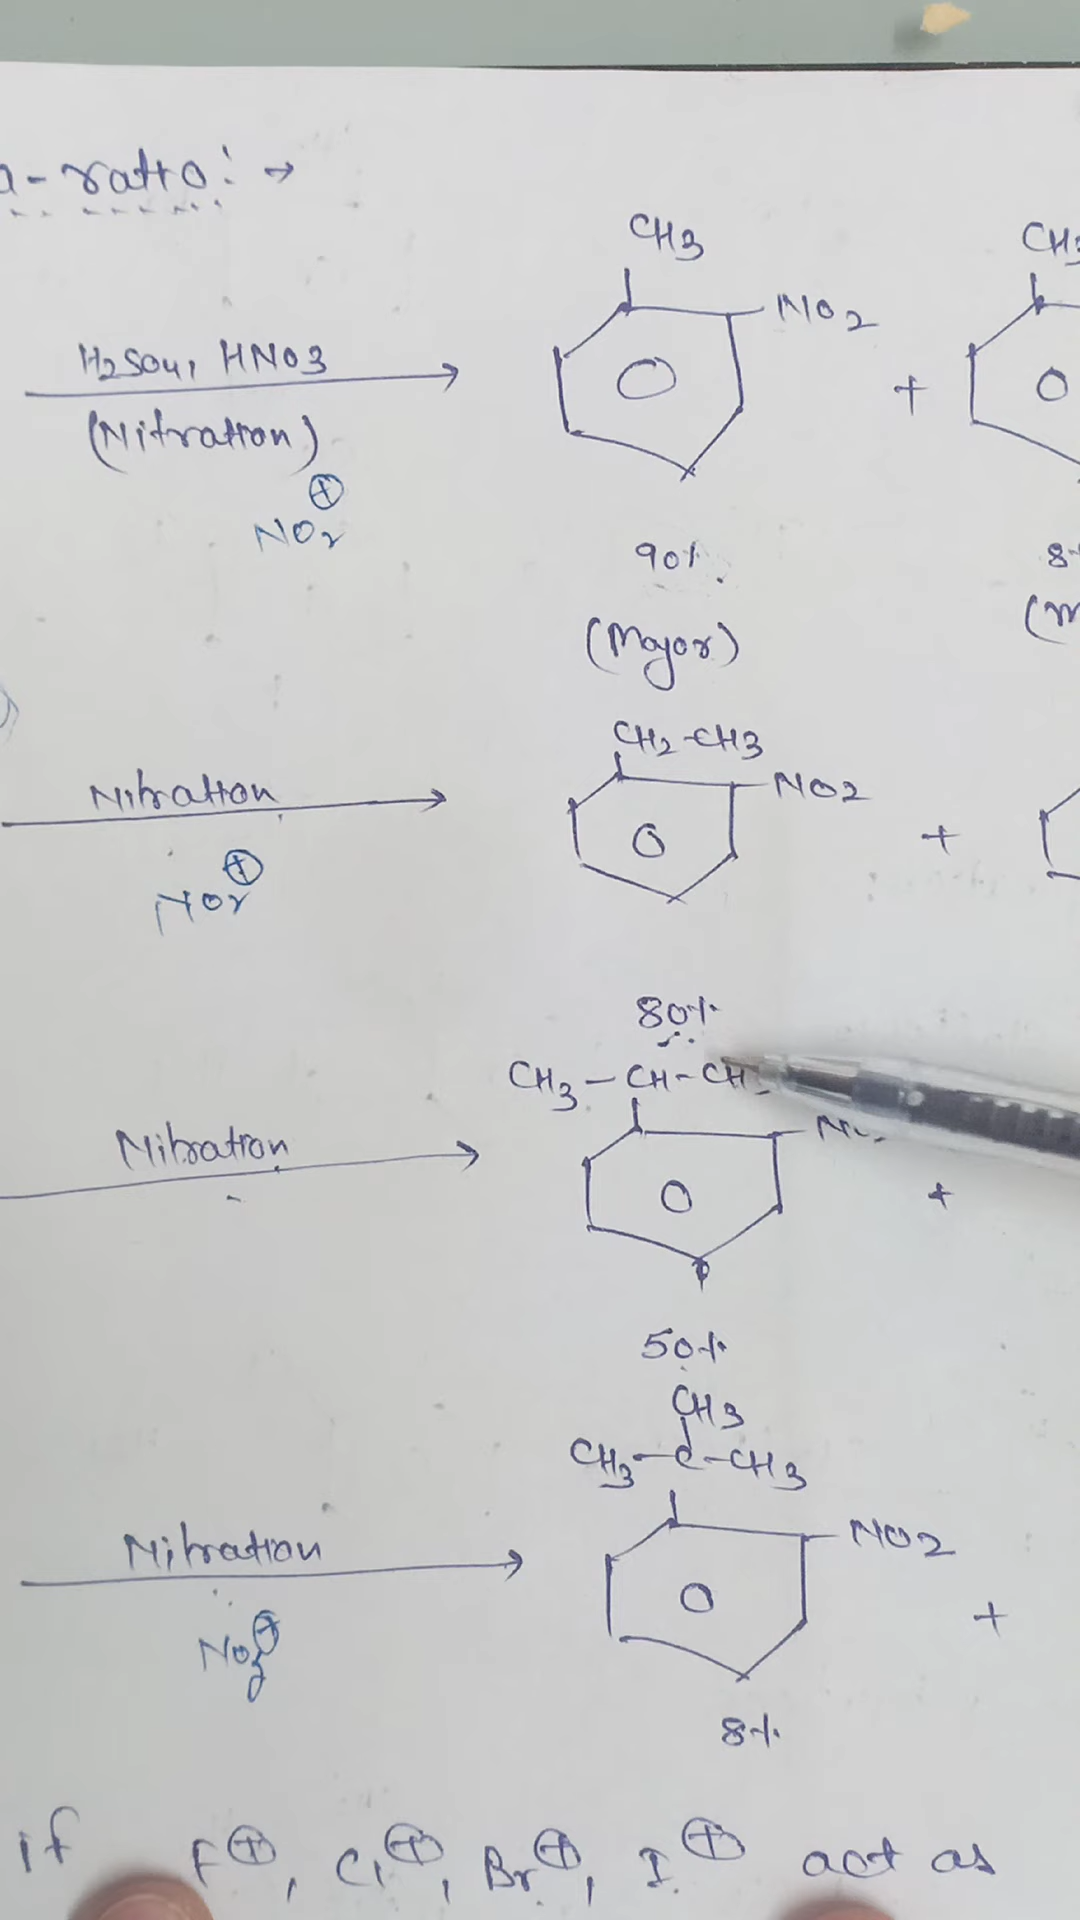 ratio: →
CH3
CH3
NO2
H2SO4, HNO3
+
(Nitration)
NO2⊕
90%
(Major)
CH2-CH3
Nitration
NO2
+
NO2⊕
80%
CH3-CH-CH
Nitration
+
50%
CH3
CH3-C-CH3
Nitration
NO2
+
NO2⊕
8%
if F⊕, Cl⊕, Br⊕, I⊕ act as